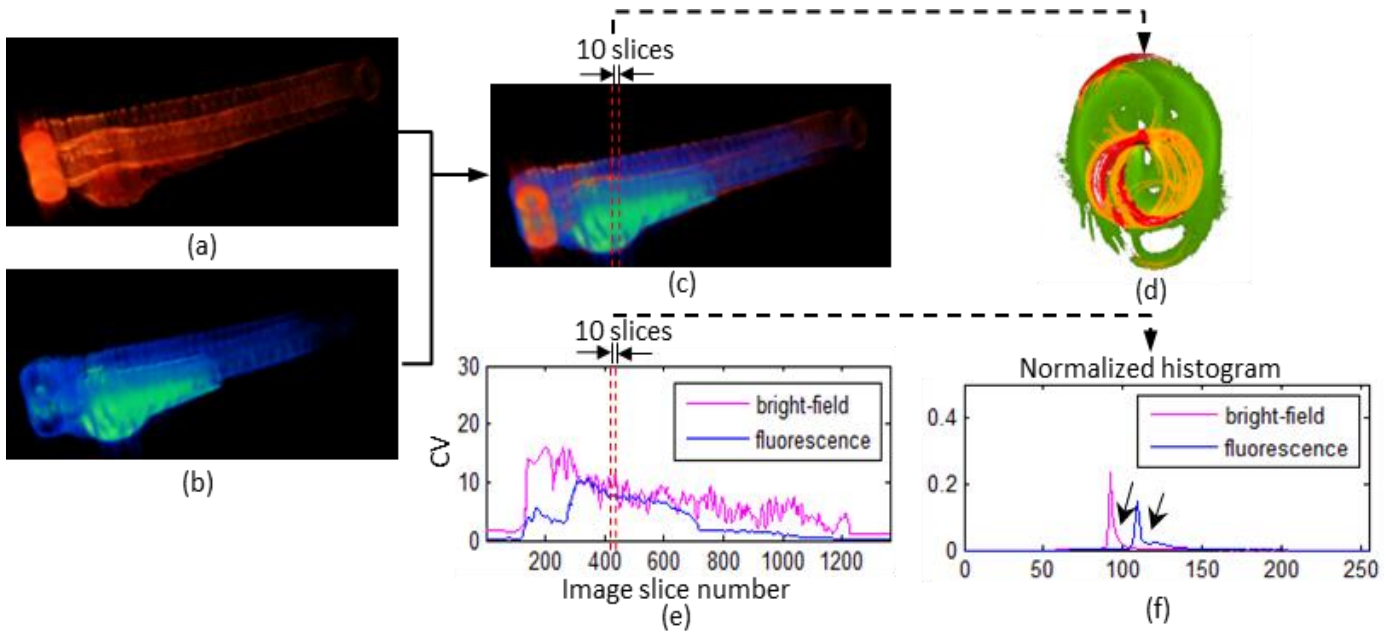 10 slices
(a)
(b)
(c)
(d)
10 slices
30
20
10
0
CV
bright-field
fluorescence
200
400
600
800
1000
1200
Image slice number
(e)
Normalized histogram
0.4
0.2
0
bright-field
fluorescence
0
50
100
150
200
250
(f)